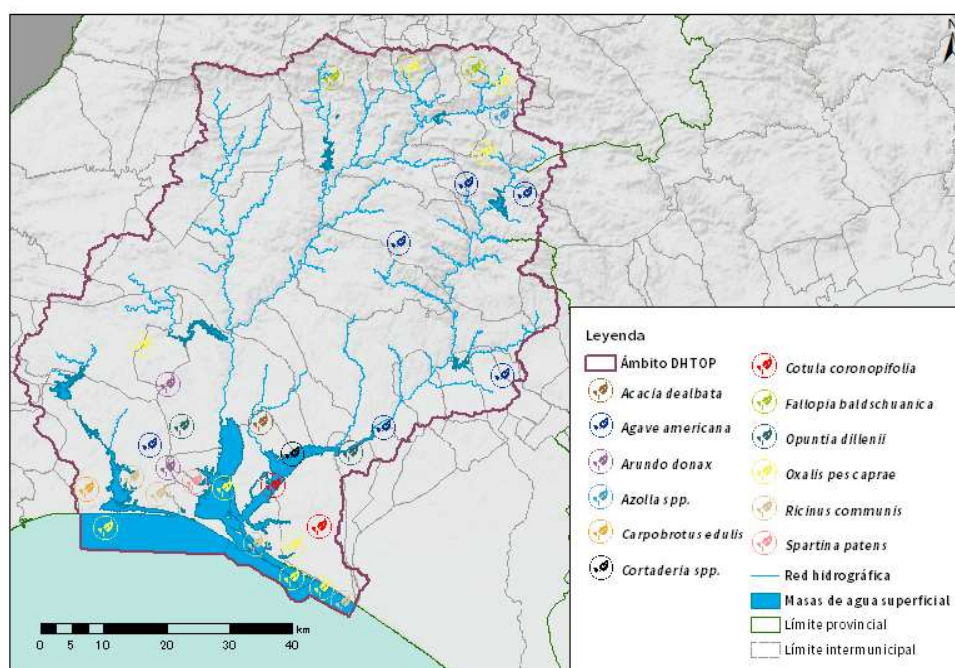 N
Leyenda
Ámbito DHTOP
Acacia dealbata
Agave americana
Arundo donax
Azolla spp.
Carpobrotus edulis
Cortaderia spp.
Cotula coronopifolia
Fallopia baldschuanica
Opuntia dillenii
Oxalis pescaprae
Ricinus communis
Spartina patens
Red hidrográfica
Masas de agua superficial
Límite provincial
Límite intermunicipal
km
0 5 10 20 30 40